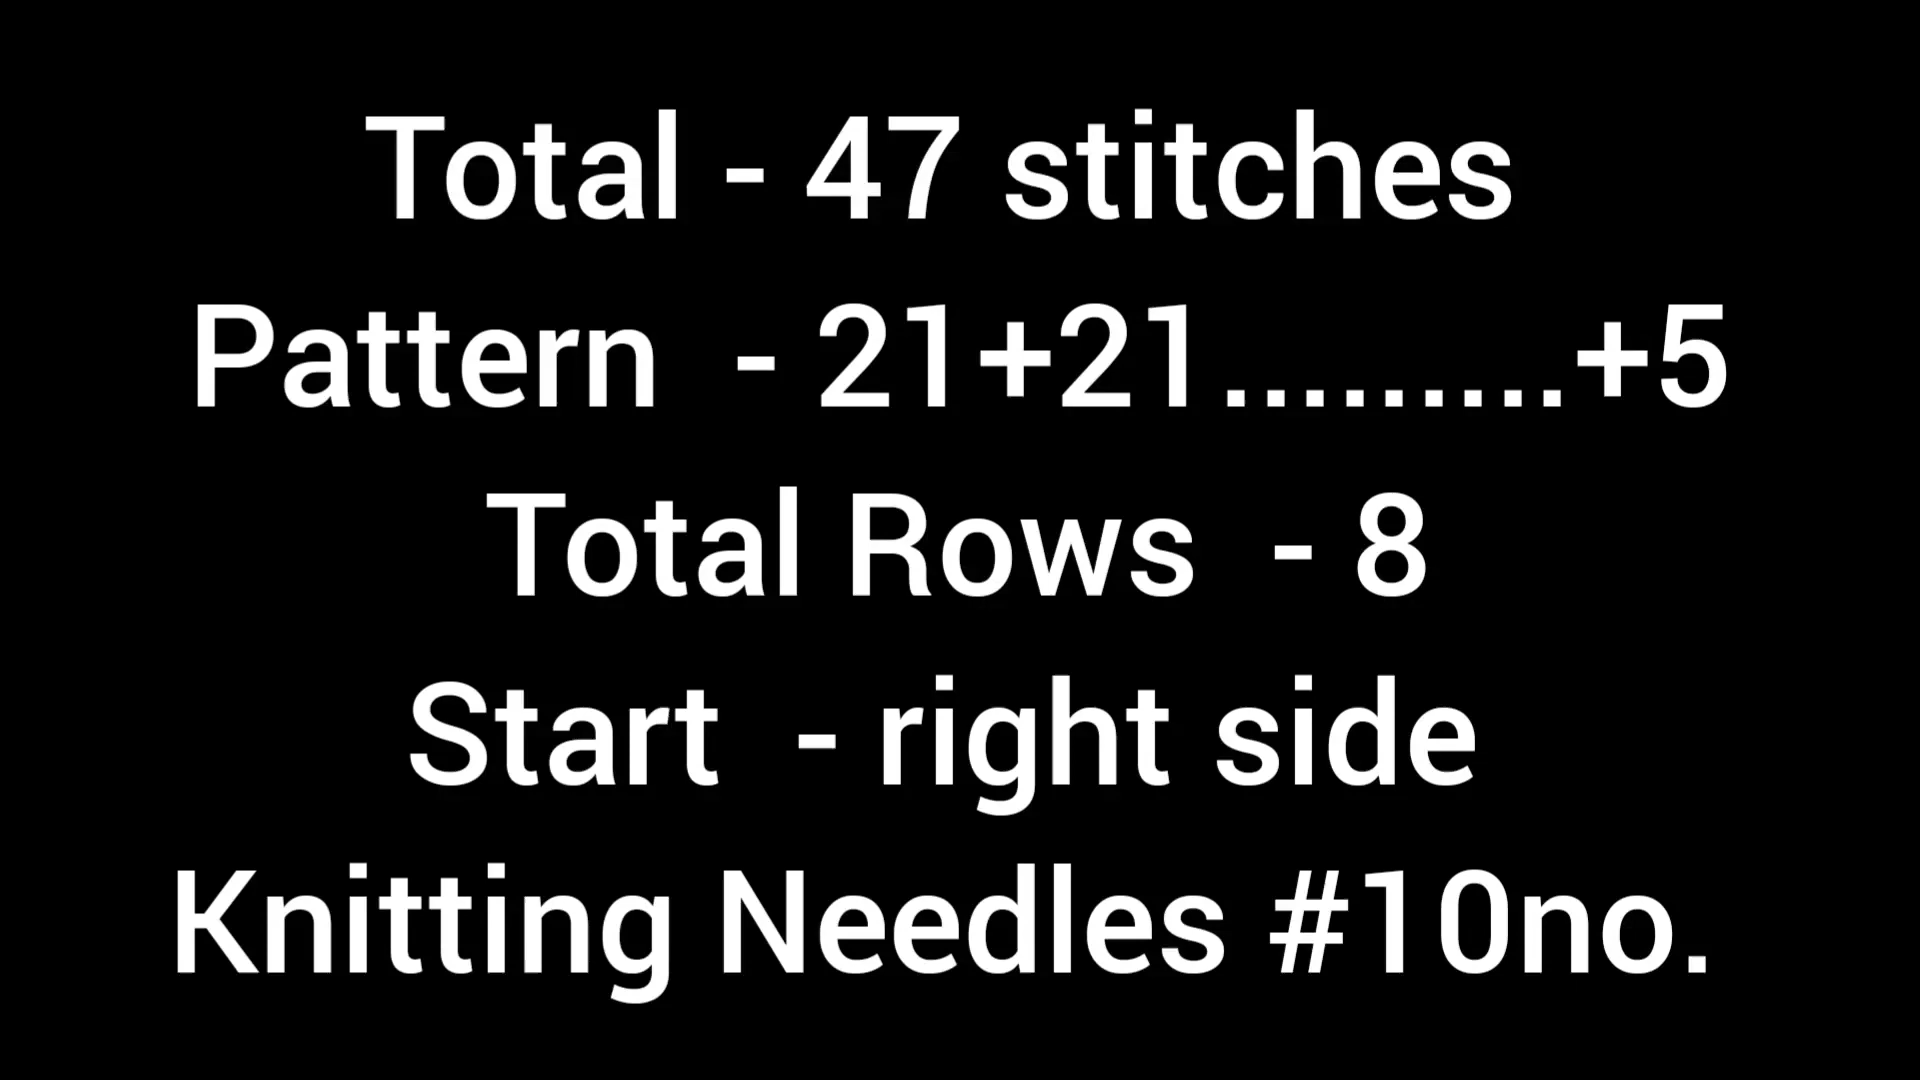 Total - 47 stitches
Pattern - 21+21.........+5
Total Rows - 8
Start - right side
Knitting Needles #10no.